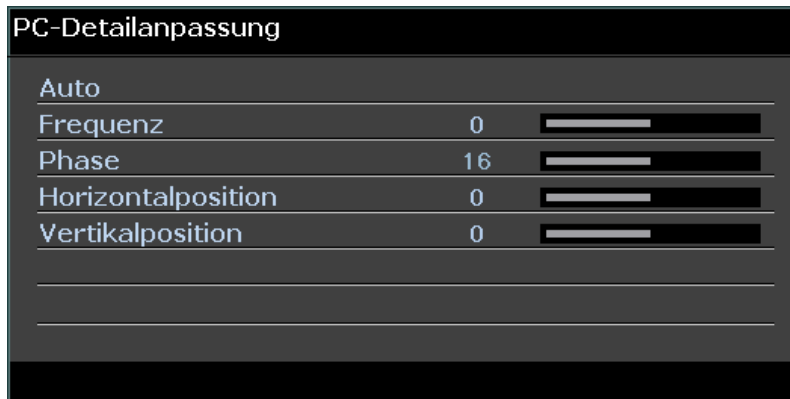 PC-Detailanpassung
Auto
Frequenz 0
Phase 16
Horizontalposition 0
Vertikalposition 0